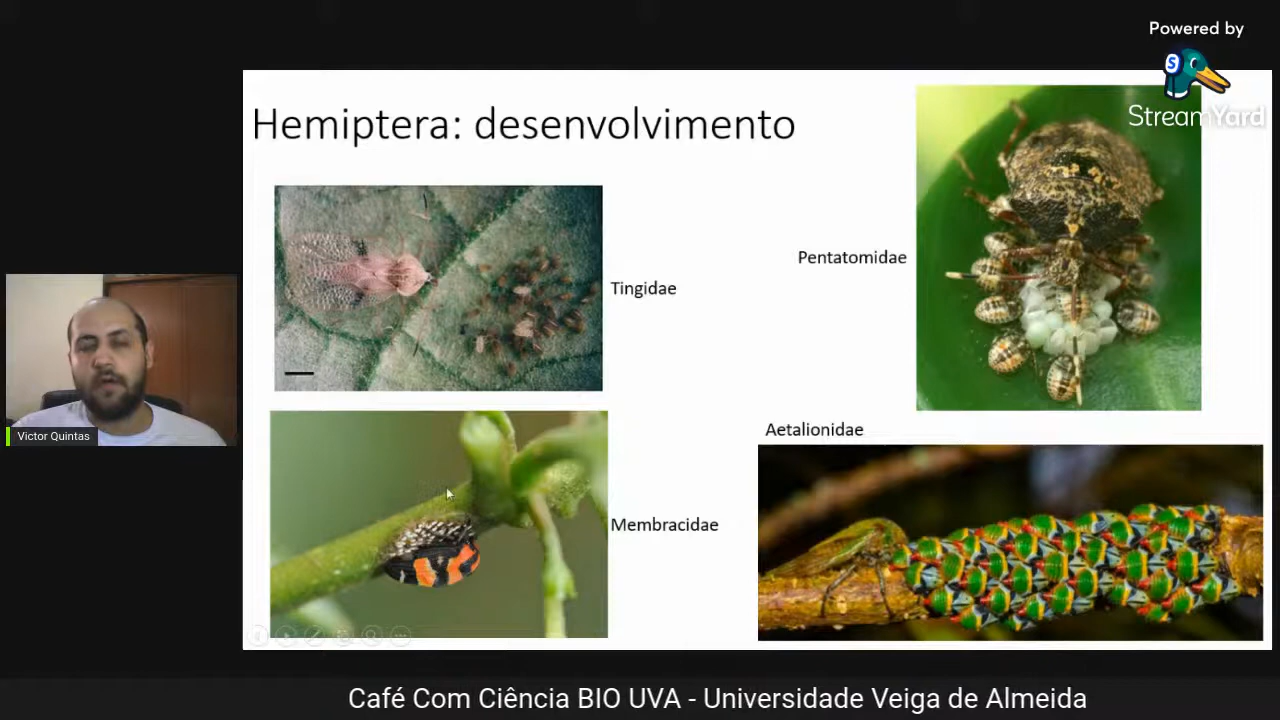 Powered by
S
StreamYard
Hemiptera: desenvolvimento
Tingidae
Pentatomidae
Membracidae
Aetalionidae
Victor Quintas
Café Com Ciência BIO UVA - Universidade Veiga de Almeida